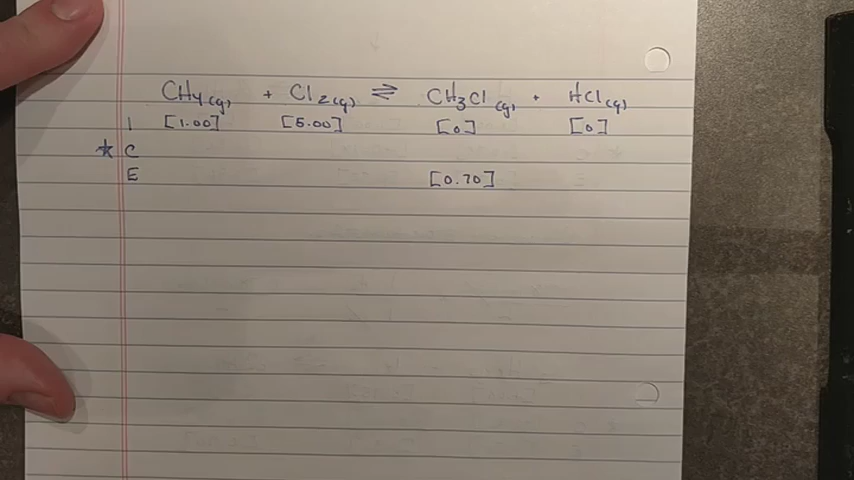 CH4(g) + Cl2(g) ⇌ CH3Cl(g) + HCl(g)
I [1.00] [5.00] [0] [0]
★ C
E [0.70]